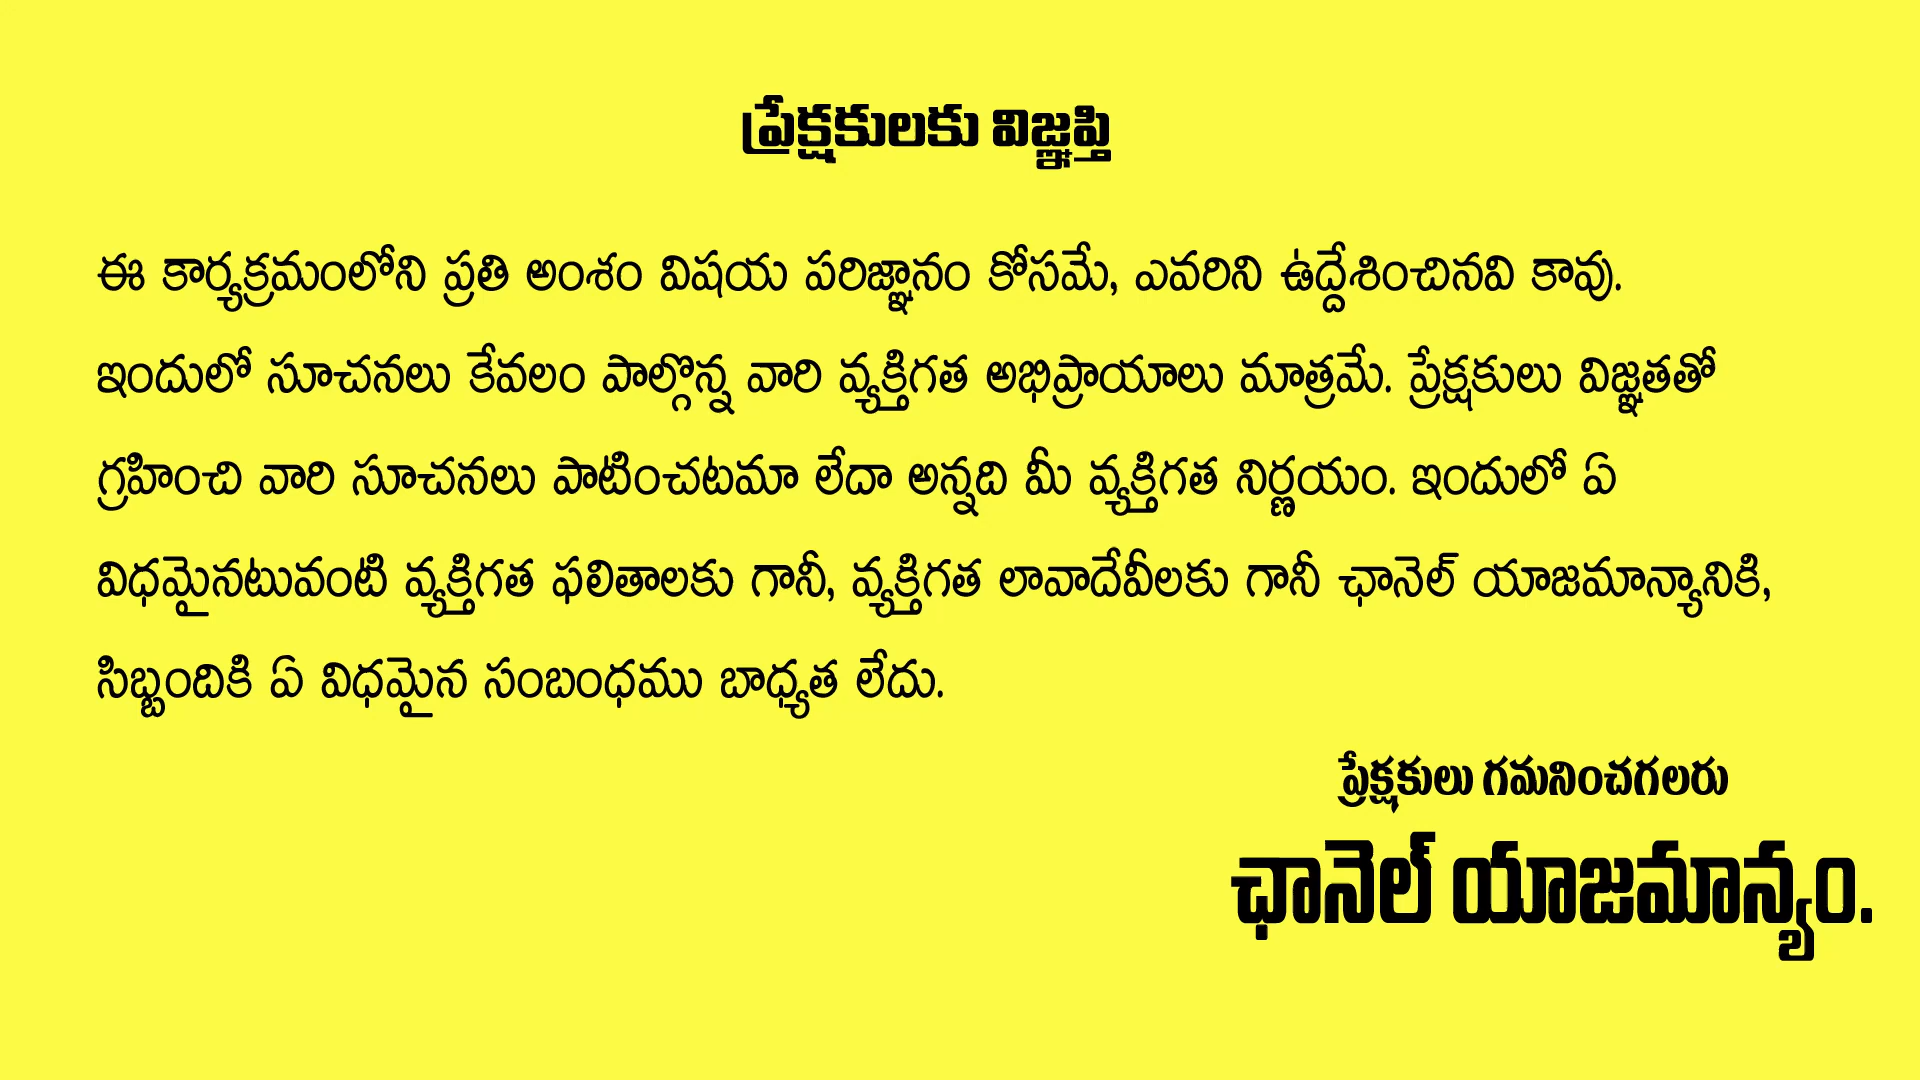 ప్రేక్షకులకు విజ్ఞప్తి
ఈ కార్యక్రమంలోని ప్రతి అంశం విషయ పరిజ్ఞానం కోసమే, ఎవరిని ఉద్దేశించినవి కావు.
ఇందులో సూచనలు కేవలం పాల్గొన్న వారి వ్యక్తిగత అభిప్రాయాలు మాత్రమే. ప్రేక్షకులు విజ్ఞతతో
గ్రహించి వారి సూచనలు పాటించటమా లేదా అన్నది మీ వ్యక్తిగత నిర్ణయం. ఇందులో ఏ
విధమైనటువంటి వ్యక్తిగత ఫలితాలకు గానీ, వ్యక్తిగత లావాదేవీలకు గానీ ఛానెల్ యాజమాన్యానికి,
సిబ్బందికి ఏ విధమైన సంబంధము బాధ్యత లేదు.
ప్రేక్షకులు గమనించగలరు
ఛానెల్ యాజమాన్యం.